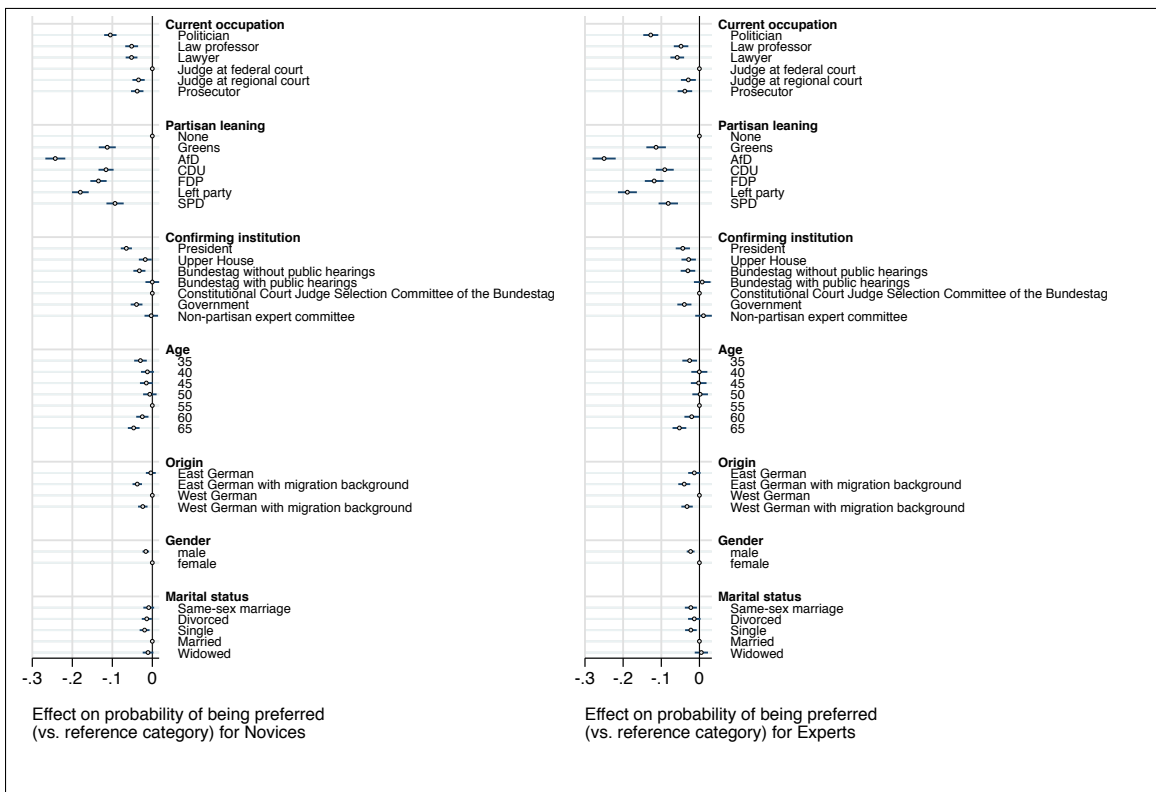 Current occupation
Politician
Law professor
Lawyer
Judge at federal court
Judge at regional court
Prosecutor
Partisan leaning
None
Greens
AfD
CDU
FDP
Left party
SPD
Confirming institution
President
Upper House
Bundestag without public hearings
Bundestag with public hearings
Constitutional Court Judge Selection Committee of the Bundestag
Government
Non-partisan expert committee
Age
35
40
45
50
55
60
65
Origin
East German
East German with migration background
West German
West German with migration background
Gender
male
female
Marital status
Same-sex marriage
Divorced
Single
Married
Widowed
-.3 -.2 -.1 0
Effect on probability of being preferred
(vs. reference category) for Novices
Current occupation
Politician
Law professor
Lawyer
Judge at federal court
Judge at regional court
Prosecutor
Partisan leaning
None
Greens
AfD
CDU
FDP
Left party
SPD
Confirming institution
President
Upper House
Bundestag without public hearings
Bundestag with public hearings
Constitutional Court Judge Selection Committee of the Bundestag
Government
Non-partisan expert committee
Age
35
40
45
50
55
60
65
Origin
East German
East German with migration background
West German
West German with migration background
Gender
male
female
Marital status
Same-sex marriage
Divorced
Single
Married
Widowed
-.3 -.2 -.1 0
Effect on probability of being preferred
(vs. reference category) for Experts